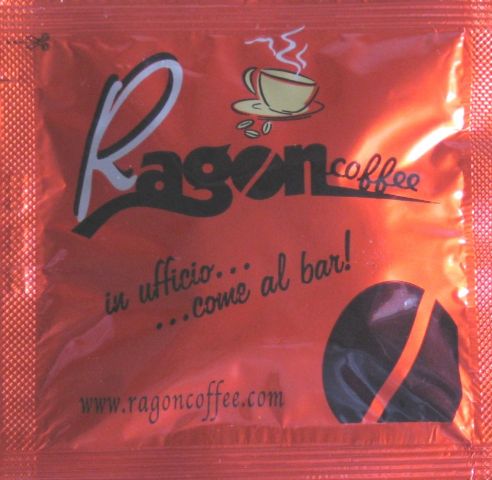 Ragon coffee
in ufficio...
...come al bar!
www.ragoncoffee.com